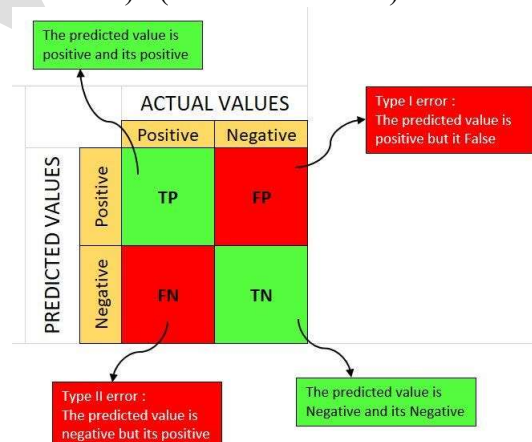 The predicted value is
positive and its positive
ACTUAL VALUES
Positive
Negative
Type I error :
The predicted value is
positive but it False
PREDICTED VALUES
Positive
TP
FP
Negative
FN
TN
Type II error :
The predicted value is
negative but its positive
The predicted value is
Negative and its Negative